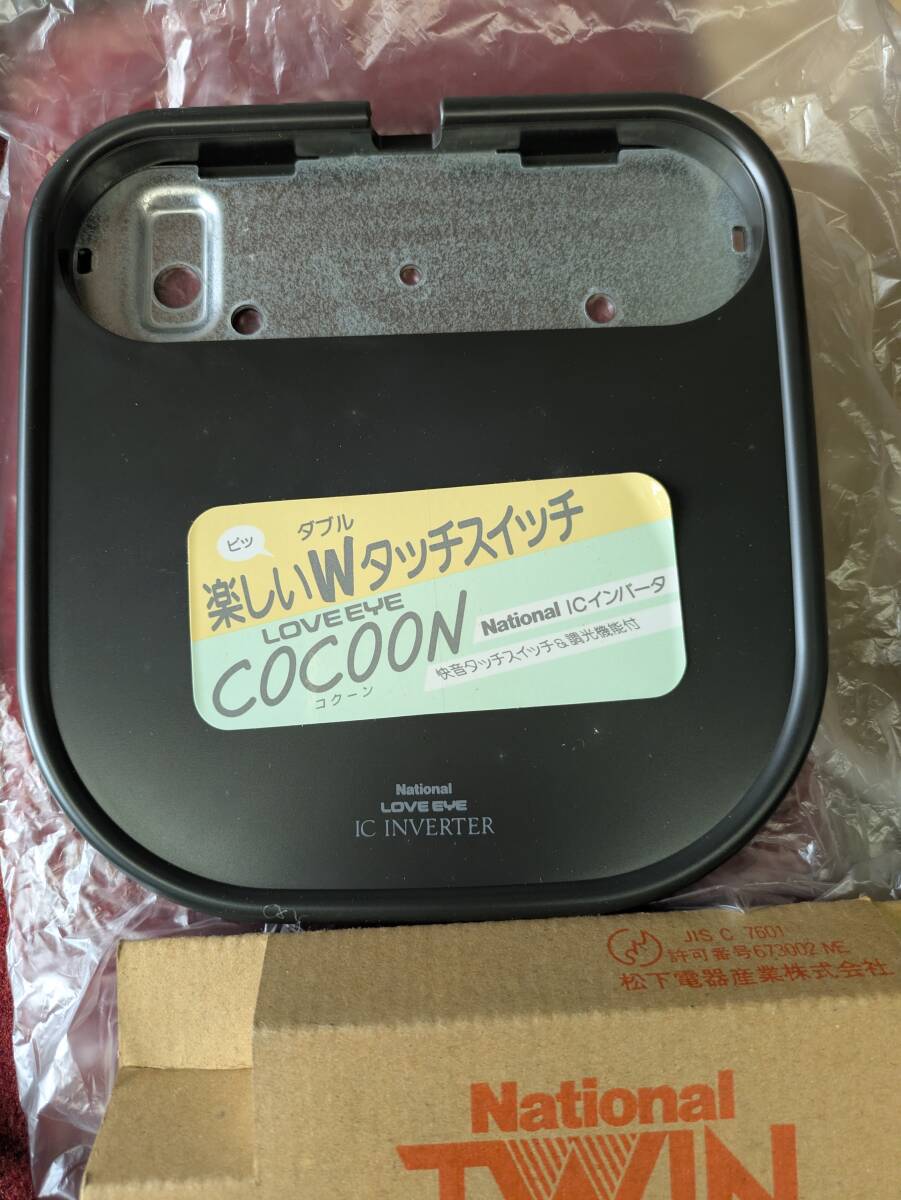 ピッ
ダブル
楽しいWタッチスイッチ
LOVE EYE
COCOON
コクーン
National ICインバータ
快音タッチスイッチ&調光機能付
National
LOVE EYE
IC INVERTER
JIS C 7601
許可番号673002 NE
松下電器産業株式会社
National
TWIN